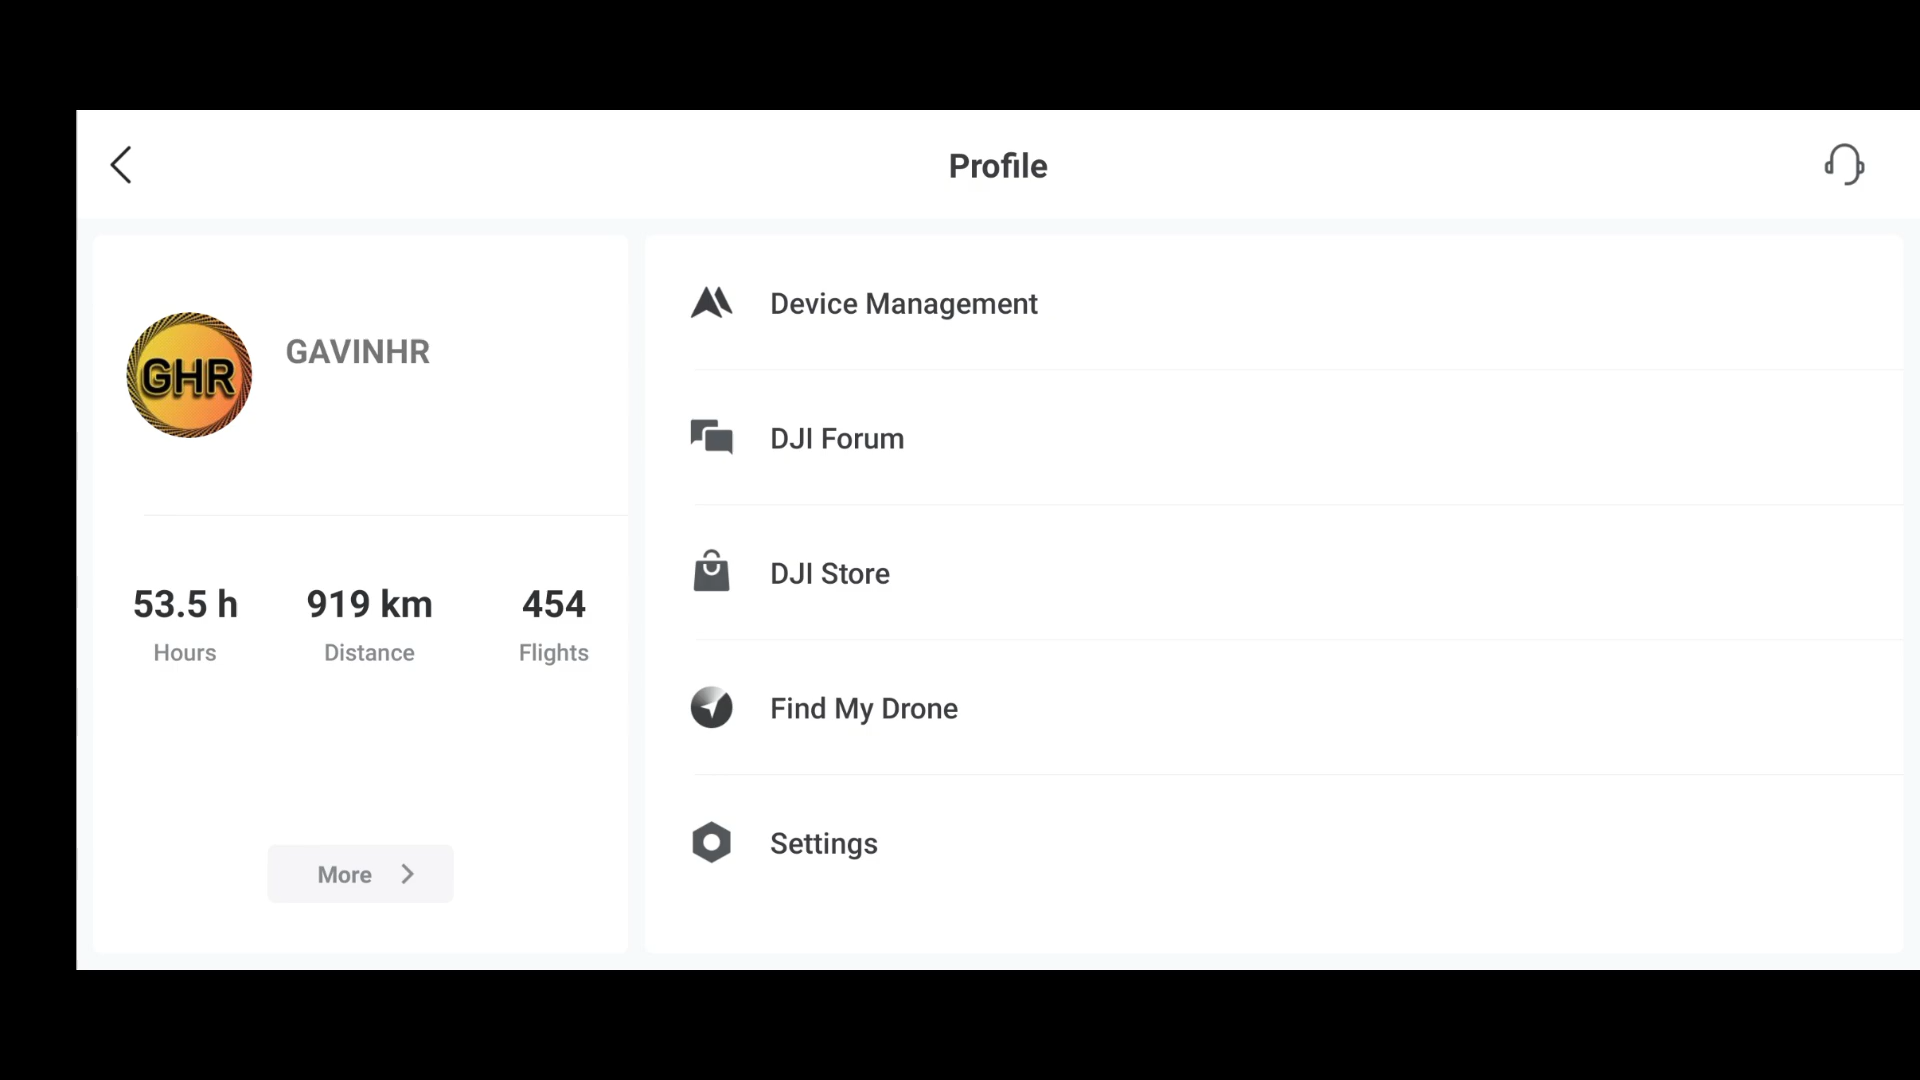 Profile
GHR
GAVINHR
53.5 h 919 km 454
Hours Distance Flights
More
Device Management
DJI Forum
DJI Store
Find My Drone
Settings